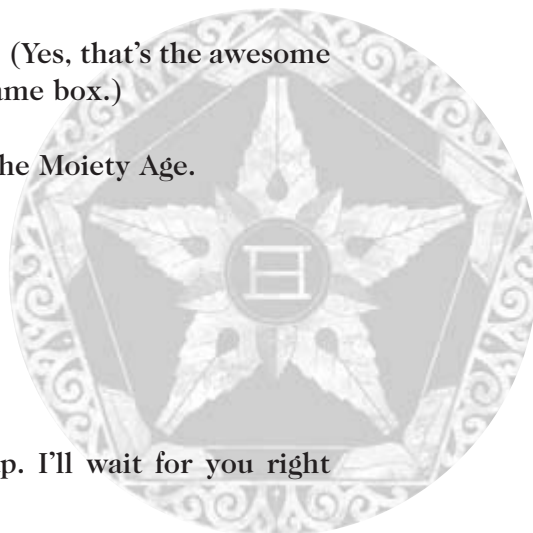 (Yes, that's the awesome
ame box.)
he Moiety Age.
p. I'll wait for you right